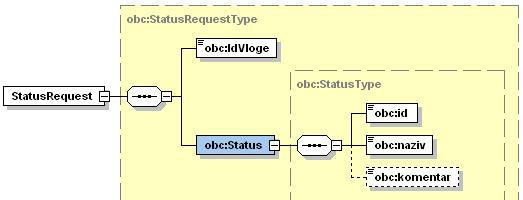 obc:StatusRequestType
obc:IdVloge
obc:StatusType
StatusRequest
obc:id
obc:Status
obc:naziv
obc:komentar